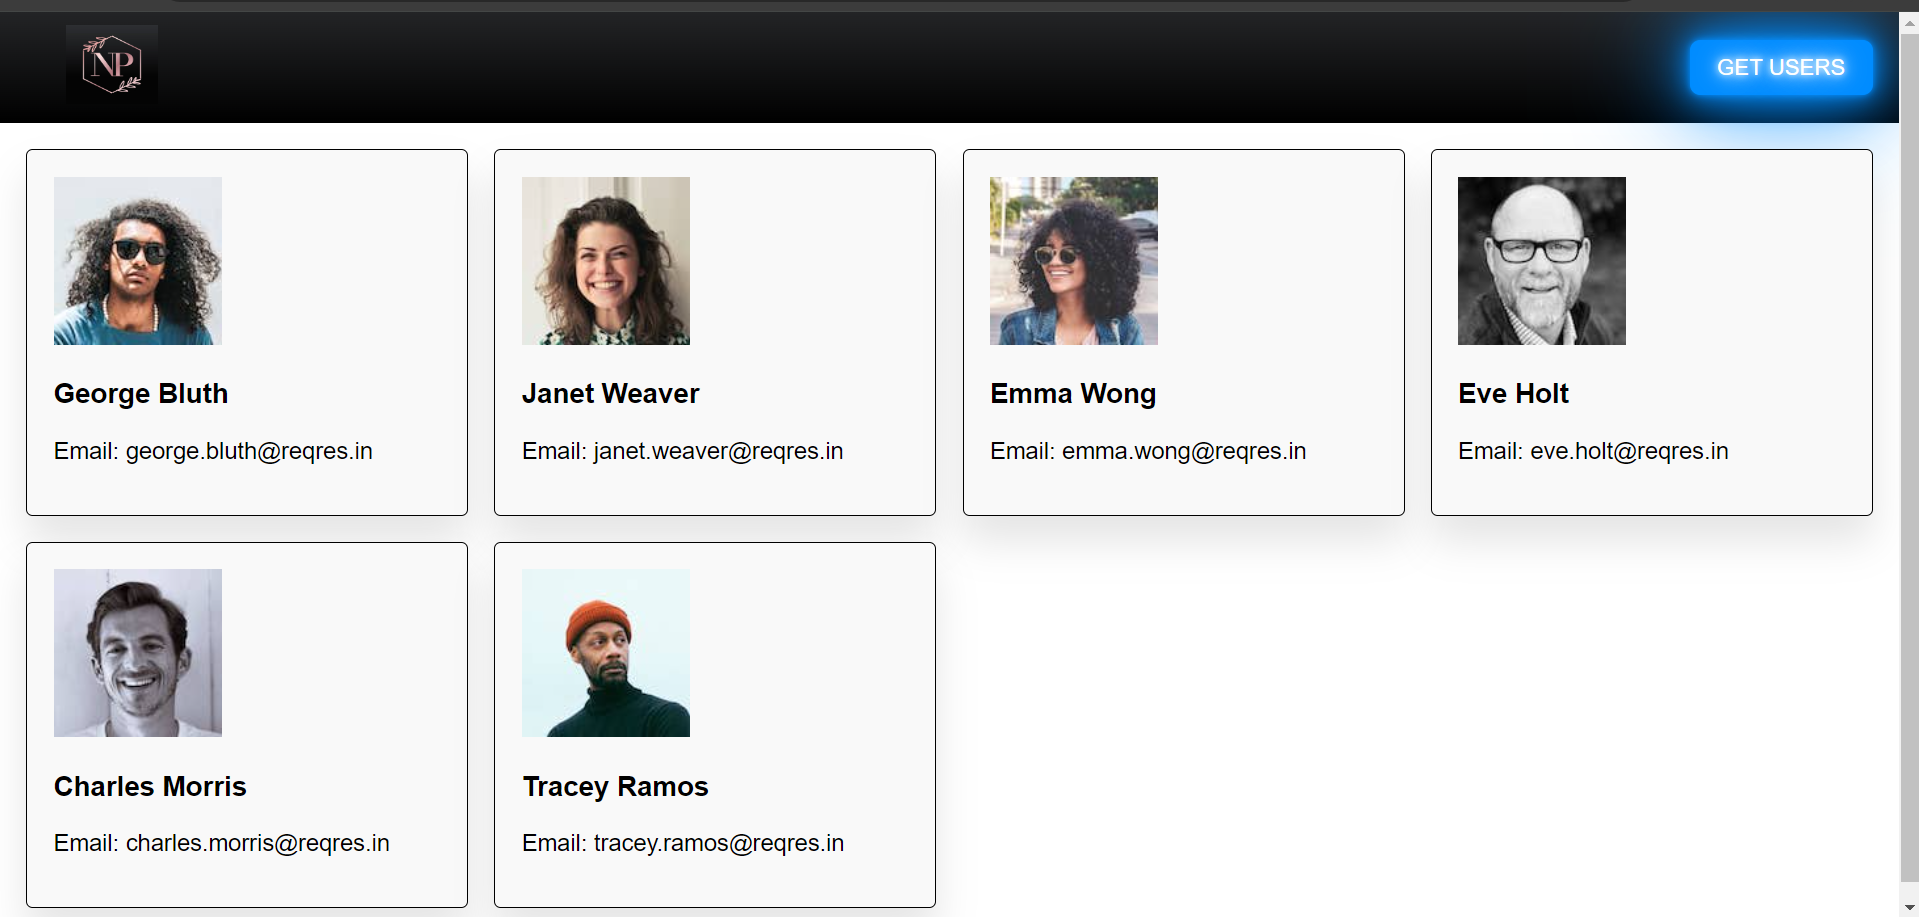 NP
GET USERS
George Bluth
Email: george.bluth@reqres.in
Janet Weaver
Email: janet.weaver@reqres.in
Emma Wong
Email: emma.wong@reqres.in
Eve Holt
Email: eve.holt@reqres.in
Charles Morris
Email: charles.morris@reqres.in
Tracey Ramos
Email: tracey.ramos@reqres.in